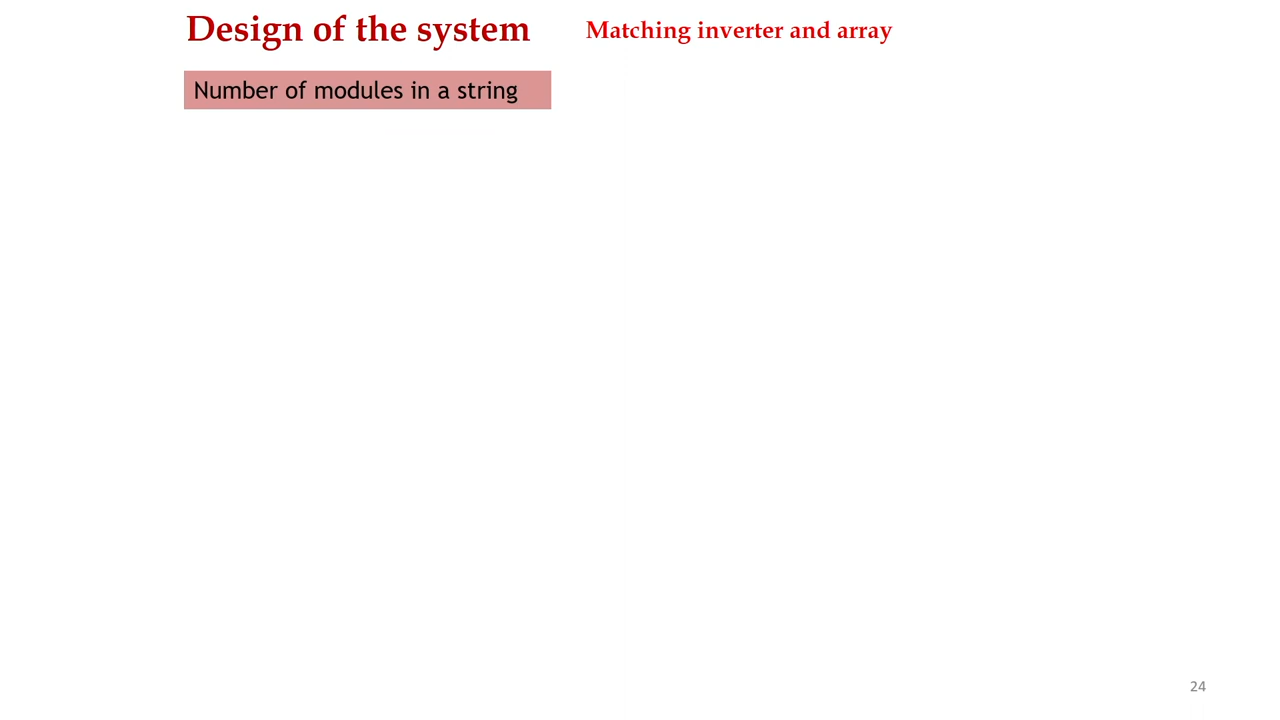 Design of the system
Matching inverter and array
Number of modules in a string
24